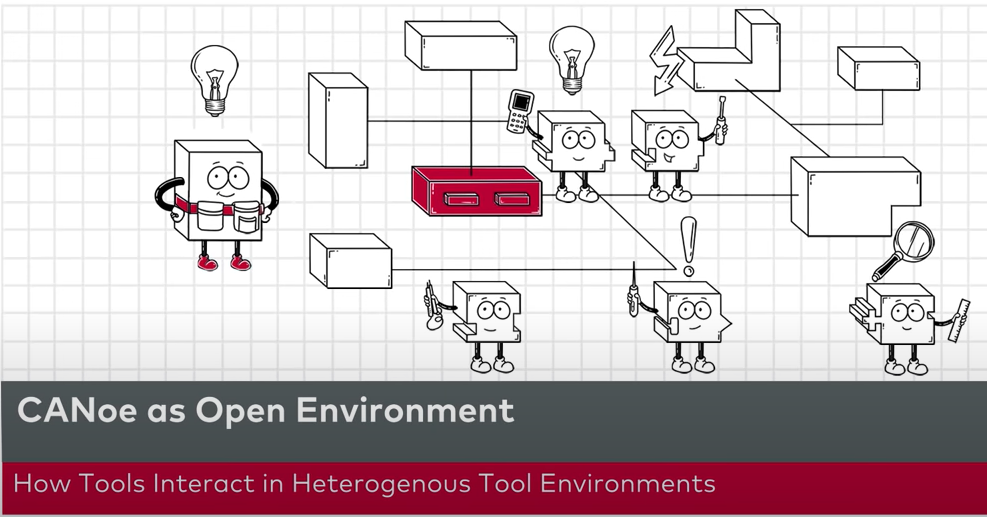 CANoe as Open Environment
How Tools Interact in Heterogenous Tool Environments